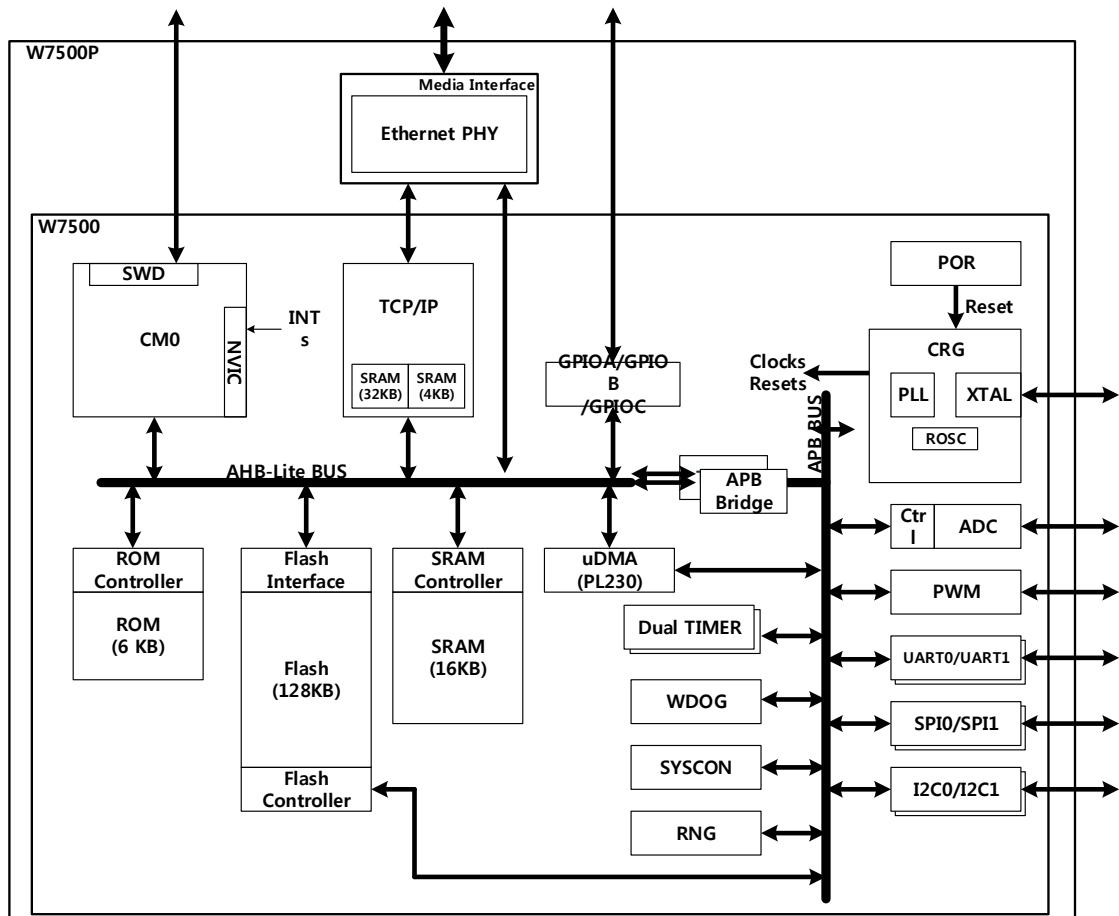 W7500P
Media Interface
Ethernet PHY
W7500
SWD
CM0
NVIC
INT
s
TCP/IP
SRAM
(32KB)
SRAM
(4KB)
GPIOA/GPIO
B
/GPIOC
POR
Reset
CRG
Clocks
Resets
PLL
XTAL
ROSC
APB BUS
AHB-Lite BUS
APB
Bridge
ROM
Controller
ROM
(6 KB)
Flash
Interface
Flash
(128KB)
Flash
Controller
SRAM
Controller
SRAM
(16KB)
uDMA
(PL230)
Dual TIMER
WDOG
SYSCON
RNG
Ctr
l
ADC
PWM
UART0/UART1
SPI0/SPI1
I2C0/I2C1